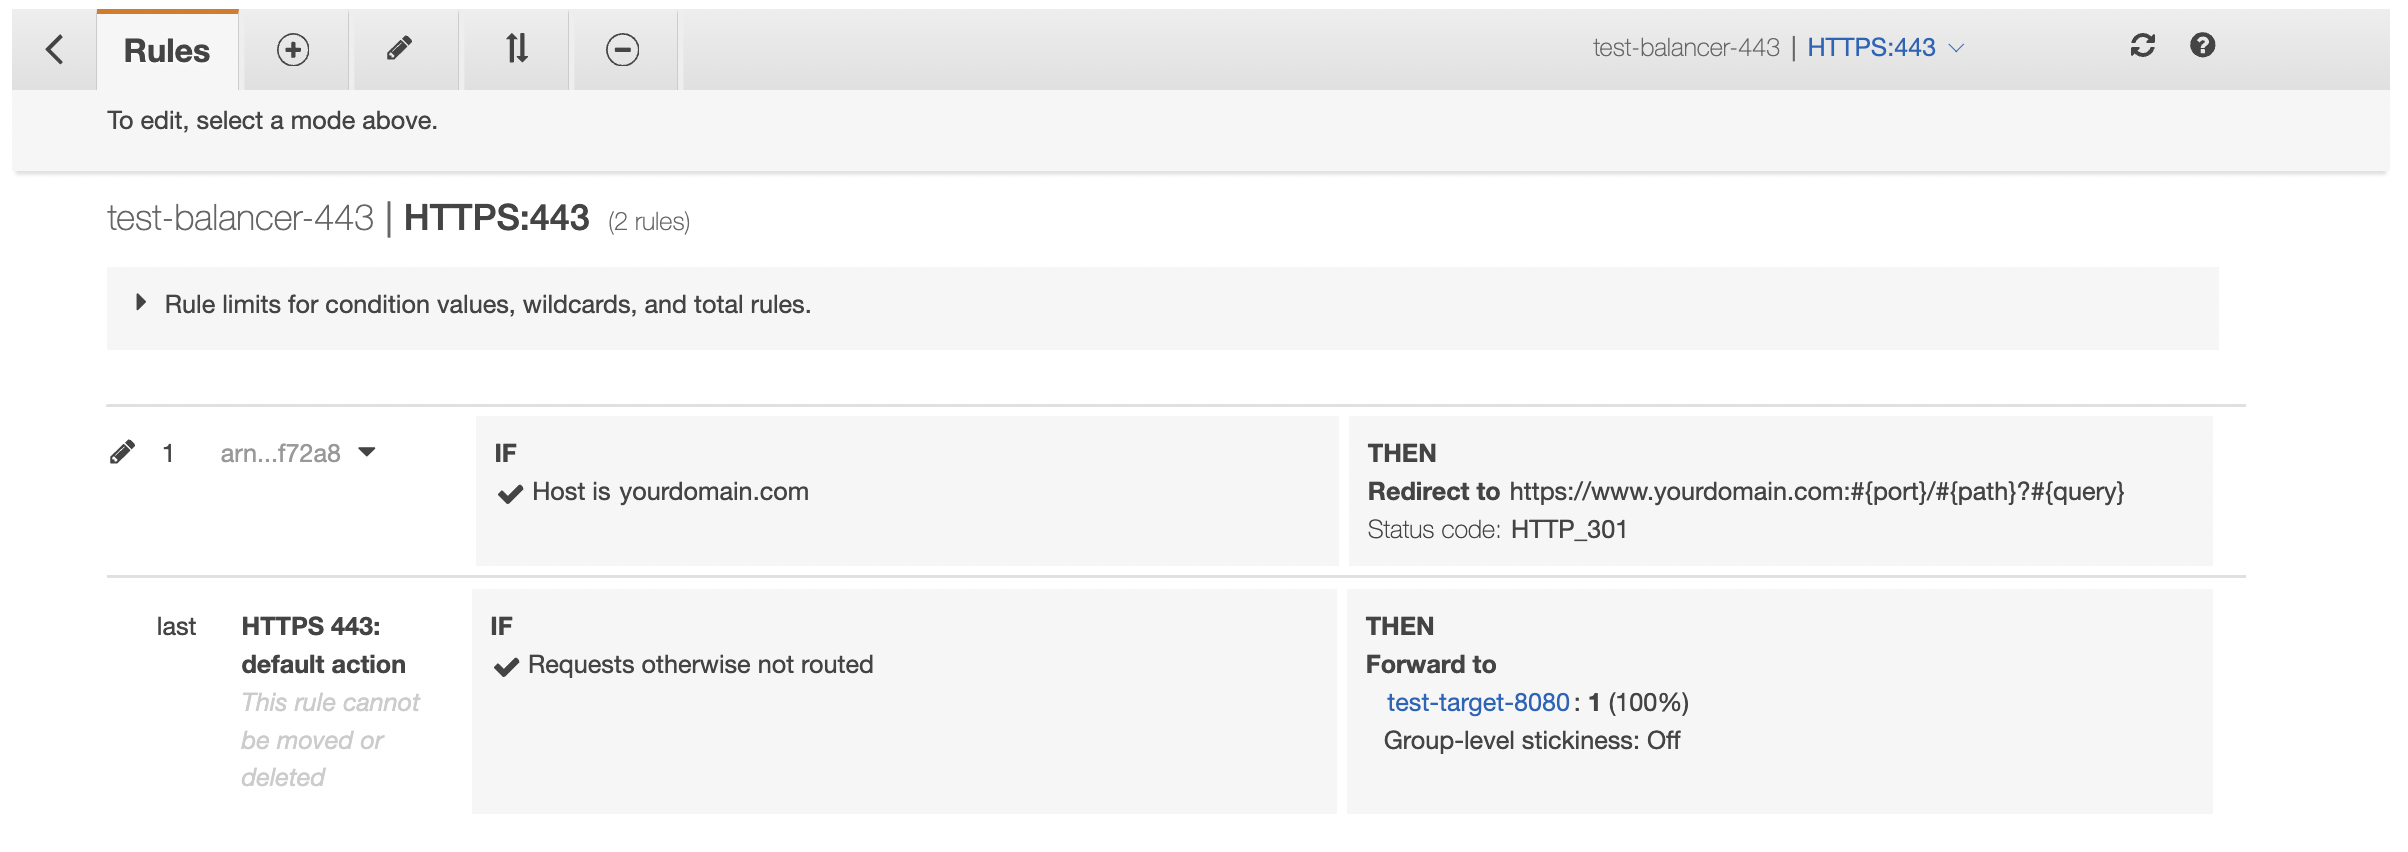 Rules
test-balancer-443 | HTTPS:443
To edit, select a mode above.
test-balancer-443 | HTTPS:443 (2 rules)
Rule limits for condition values, wildcards, and total rules.
1 arn...f72a8
IF
Host is yourdomain.com
THEN
Redirect to https://www.yourdomain.com:#{port}/#{path}?#{query}
Status code: HTTP_301
last
HTTPS 443:
default action
This rule cannot
be moved or
deleted
IF
Requests otherwise not routed
THEN
Forward to
test-target-8080: 1 (100%)
Group-level stickiness: Off